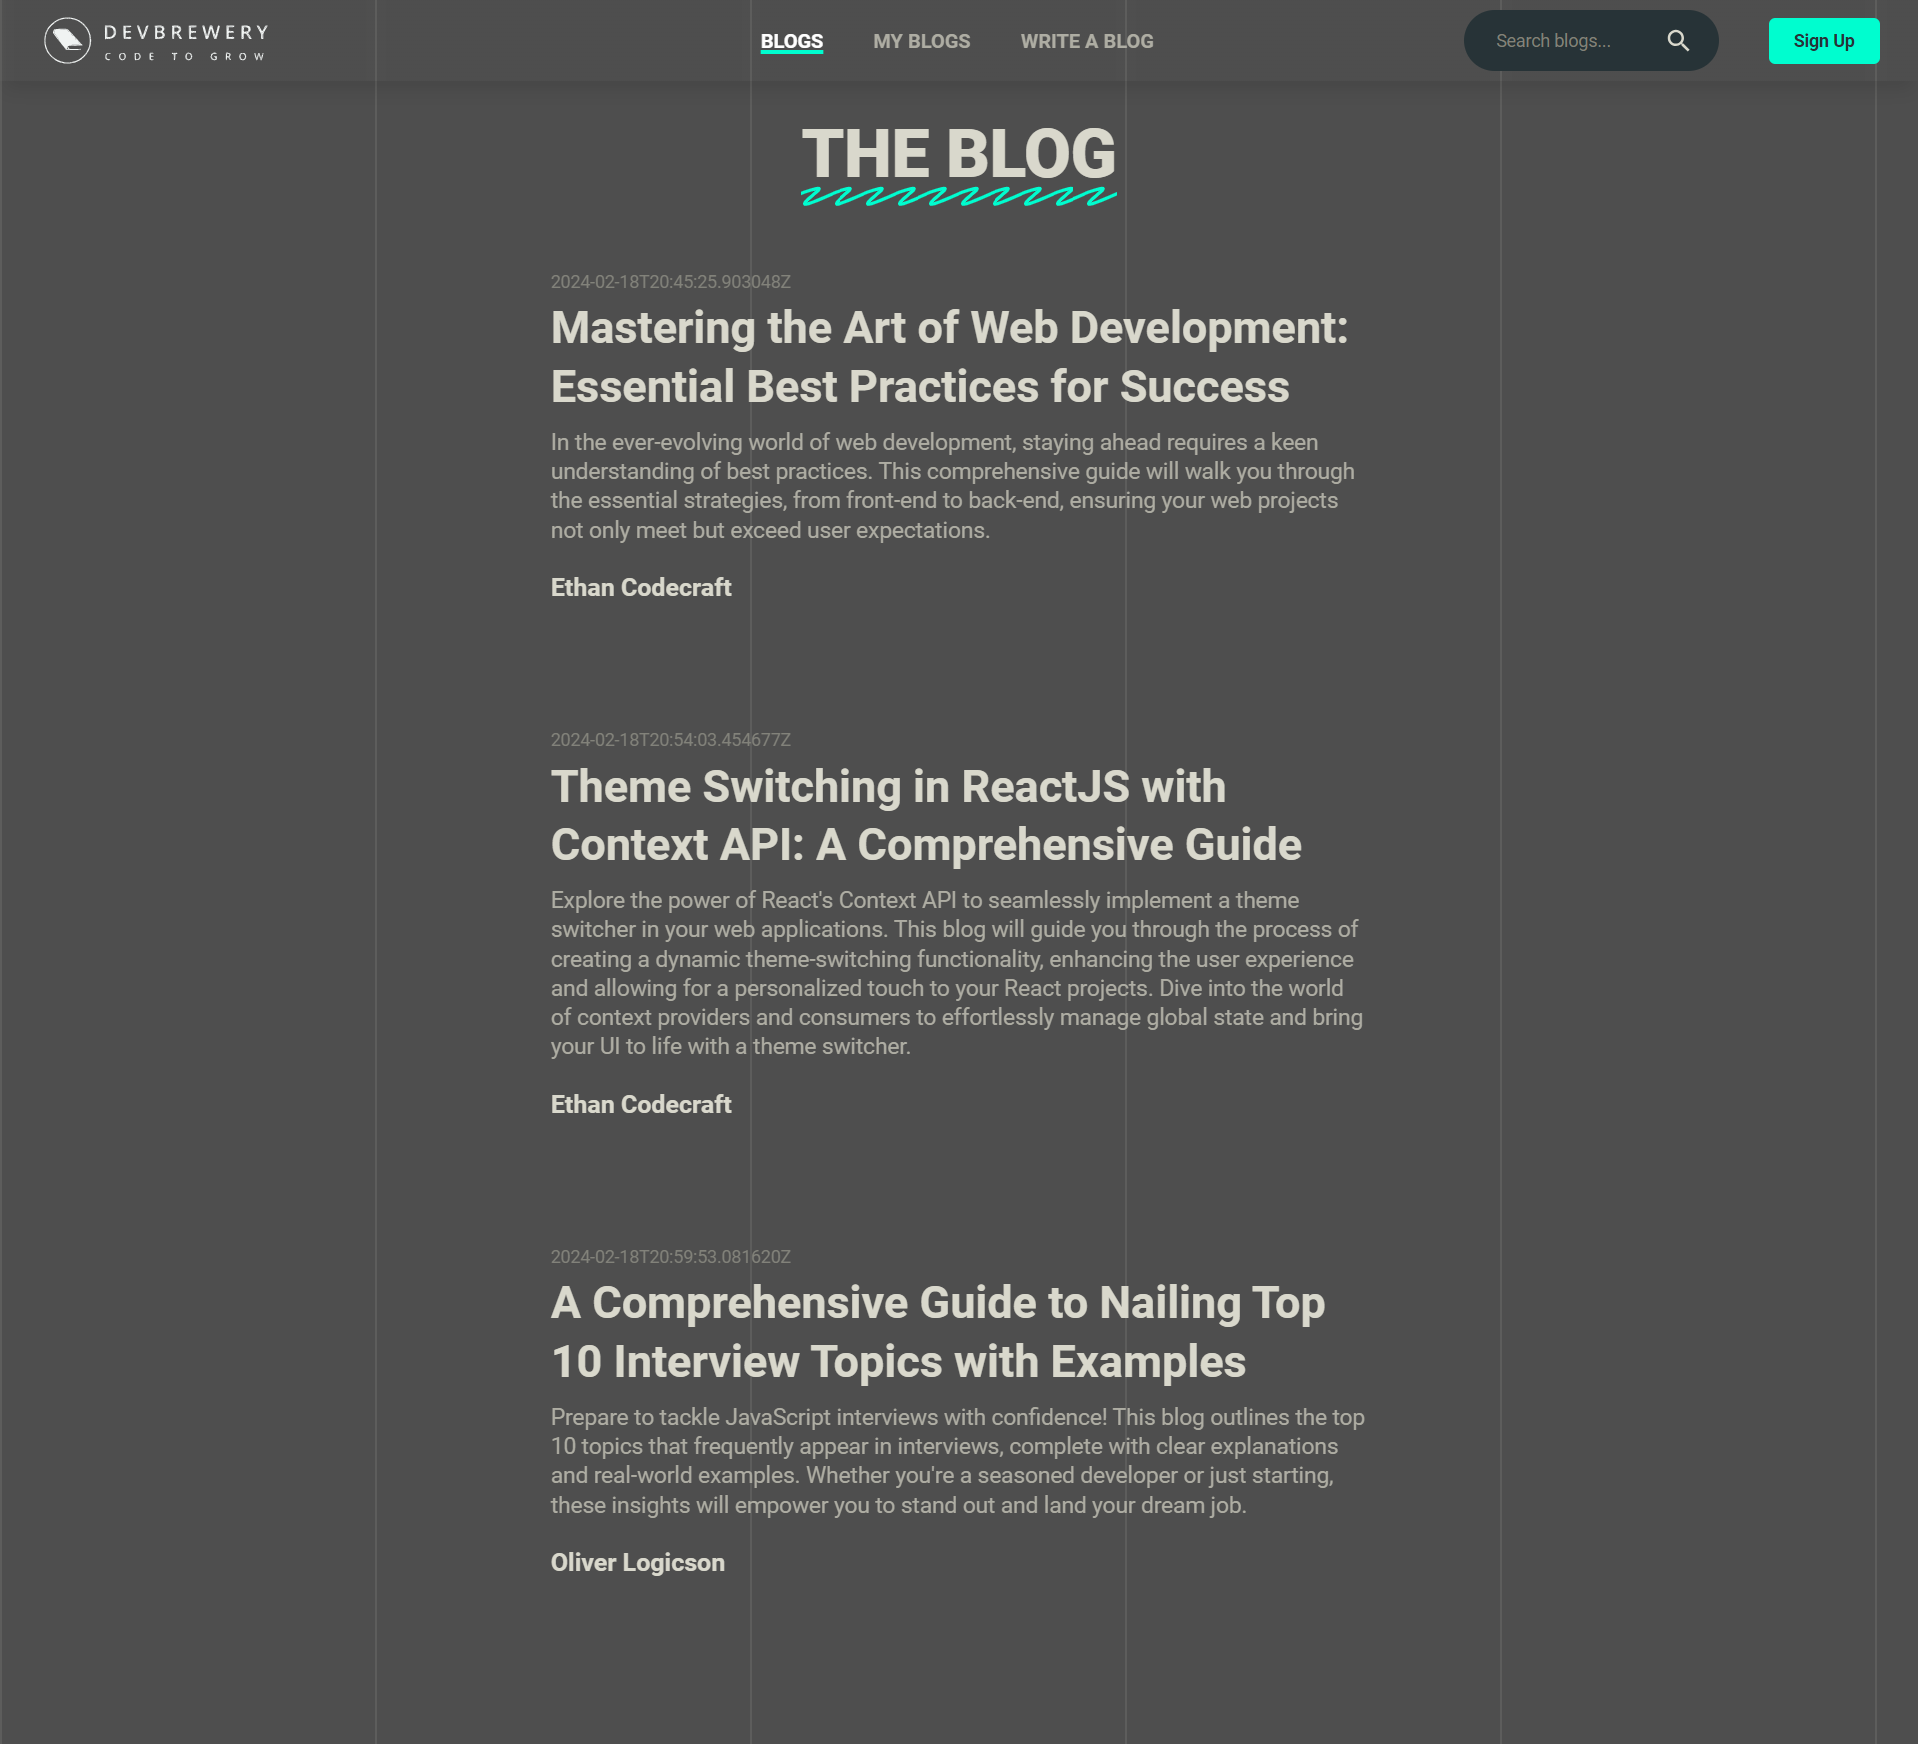 DEVBREWERY
CODE TO GROW
BLOGS MY BLOGS WRITE A BLOG
Search blogs...
Sign Up
THE BLOG
2024-02-18T20:45:25.903048Z
Mastering the Art of Web Development:
Essential Best Practices for Success
In the ever-evolving world of web development, staying ahead requires a keen
understanding of best practices. This comprehensive guide will walk you through
the essential strategies, from front-end to back-end, ensuring your web projects
not only meet but exceed user expectations.
Ethan Codecraft
2024-02-18T20:54:03.454677Z
Theme Switching in ReactJS with
Context API: A Comprehensive Guide
Explore the power of React's Context API to seamlessly implement a theme
switcher in your web applications. This blog will guide you through the process of
creating a dynamic theme-switching functionality, enhancing the user experience
and allowing for a personalized touch to your React projects. Dive into the world
of context providers and consumers to effortlessly manage global state and bring
your UI to life with a theme switcher.
Ethan Codecraft
2024-02-18T20:59:53.081620Z
A Comprehensive Guide to Nailing Top
10 Interview Topics with Examples
Prepare to tackle JavaScript interviews with confidence! This blog outlines the top
10 topics that frequently appear in interviews, complete with clear explanations
and real-world examples. Whether you're a seasoned developer or just starting,
these insights will empower you to stand out and land your dream job.
Oliver Logicson